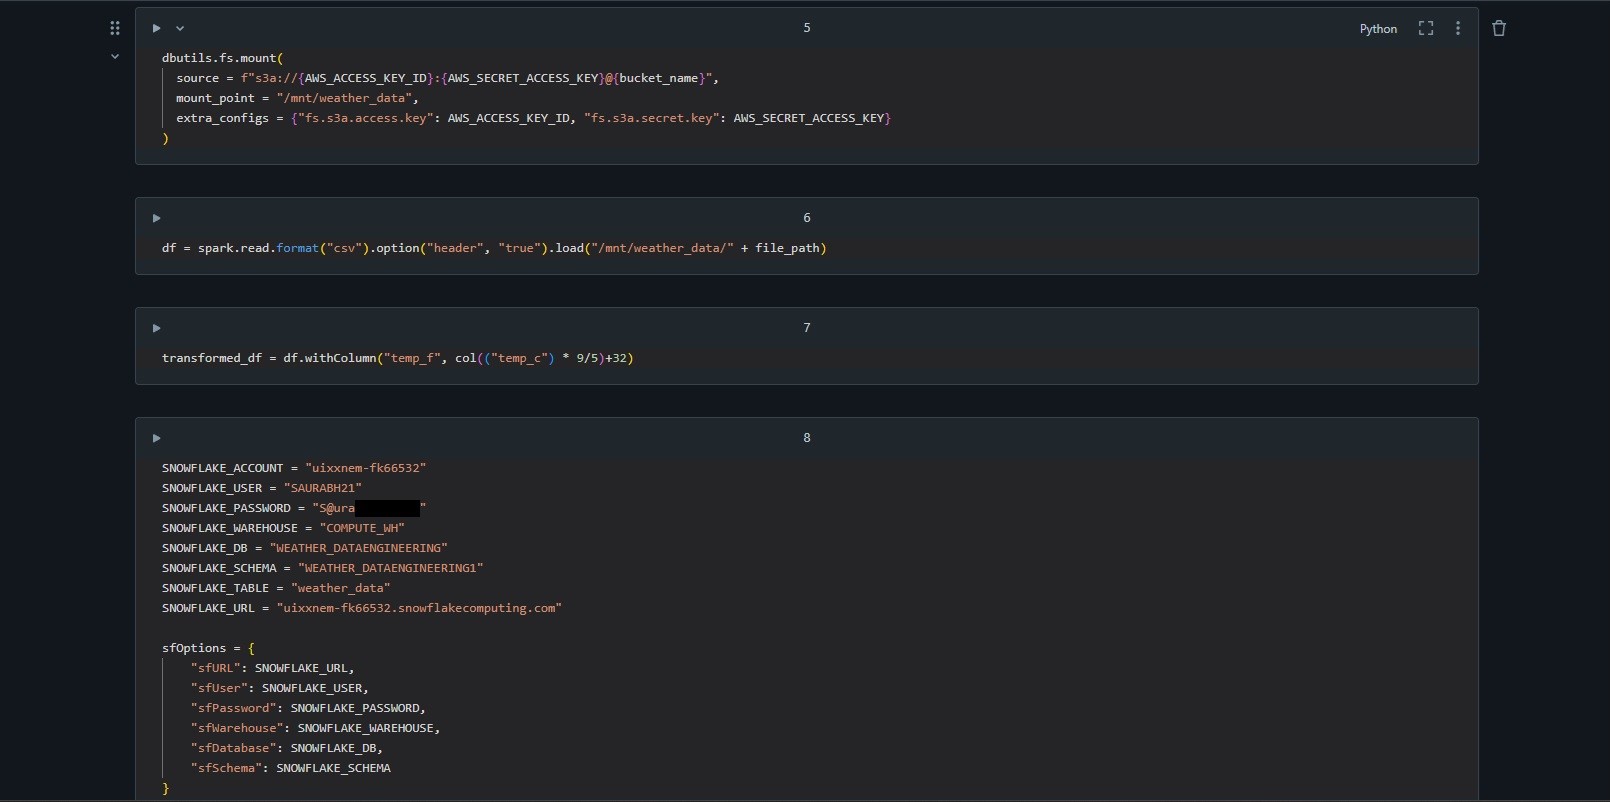 5
Python
dbutils.fs.mount(
source = f"s3a://{AWS_ACCESS_KEY_ID}:{AWS_SECRET_ACCESS_KEY}@{bucket_name}",
mount_point = "/mnt/weather_data",
extra_configs = {"fs.s3a.access.key": AWS_ACCESS_KEY_ID, "fs.s3a.secret.key": AWS_SECRET_ACCESS_KEY}
)
6
df = spark.read.format("csv").option("header", "true").load("/mnt/weather_data/" + file_path)
7
transformed_df = df.withColumn("temp_f", col(("temp_c") * 9/5)+32)
8
SNOWFLAKE_ACCOUNT = "uixxnem-fk66532"
SNOWFLAKE_USER = "SAURABH21"
SNOWFLAKE_PASSWORD = "S@ura"
SNOWFLAKE_WAREHOUSE = "COMPUTE_WH"
SNOWFLAKE_DB = "WEATHER_DATAENGINEERING"
SNOWFLAKE_SCHEMA = "WEATHER_DATAENGINEERING1"
SNOWFLAKE_TABLE = "weather_data"
SNOWFLAKE_URL = "uixxnem-fk66532.snowflakecomputing.com"
sfOptions = {
"sfURL": SNOWFLAKE_URL,
"sfUser": SNOWFLAKE_USER,
"sfPassword": SNOWFLAKE_PASSWORD,
"sfWarehouse": SNOWFLAKE_WAREHOUSE,
"sfDatabase": SNOWFLAKE_DB,
"sfSchema": SNOWFLAKE_SCHEMA
}